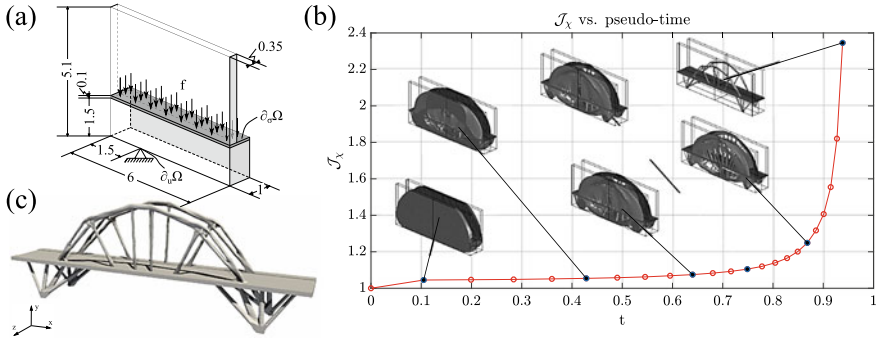 (a)
0.35
5.1
0.1
1.5
f
∂σΩ
1.5
∂uΩ
6
1
(b)
𝒥χ vs. pseudo-time
2.4
2.2
2
1.8
1.6
1.4
1.2
1
𝒥χ
0
0.1
0.2
0.3
0.4
0.5
0.6
0.7
0.8
0.9
1
t
(c)
y
z
x